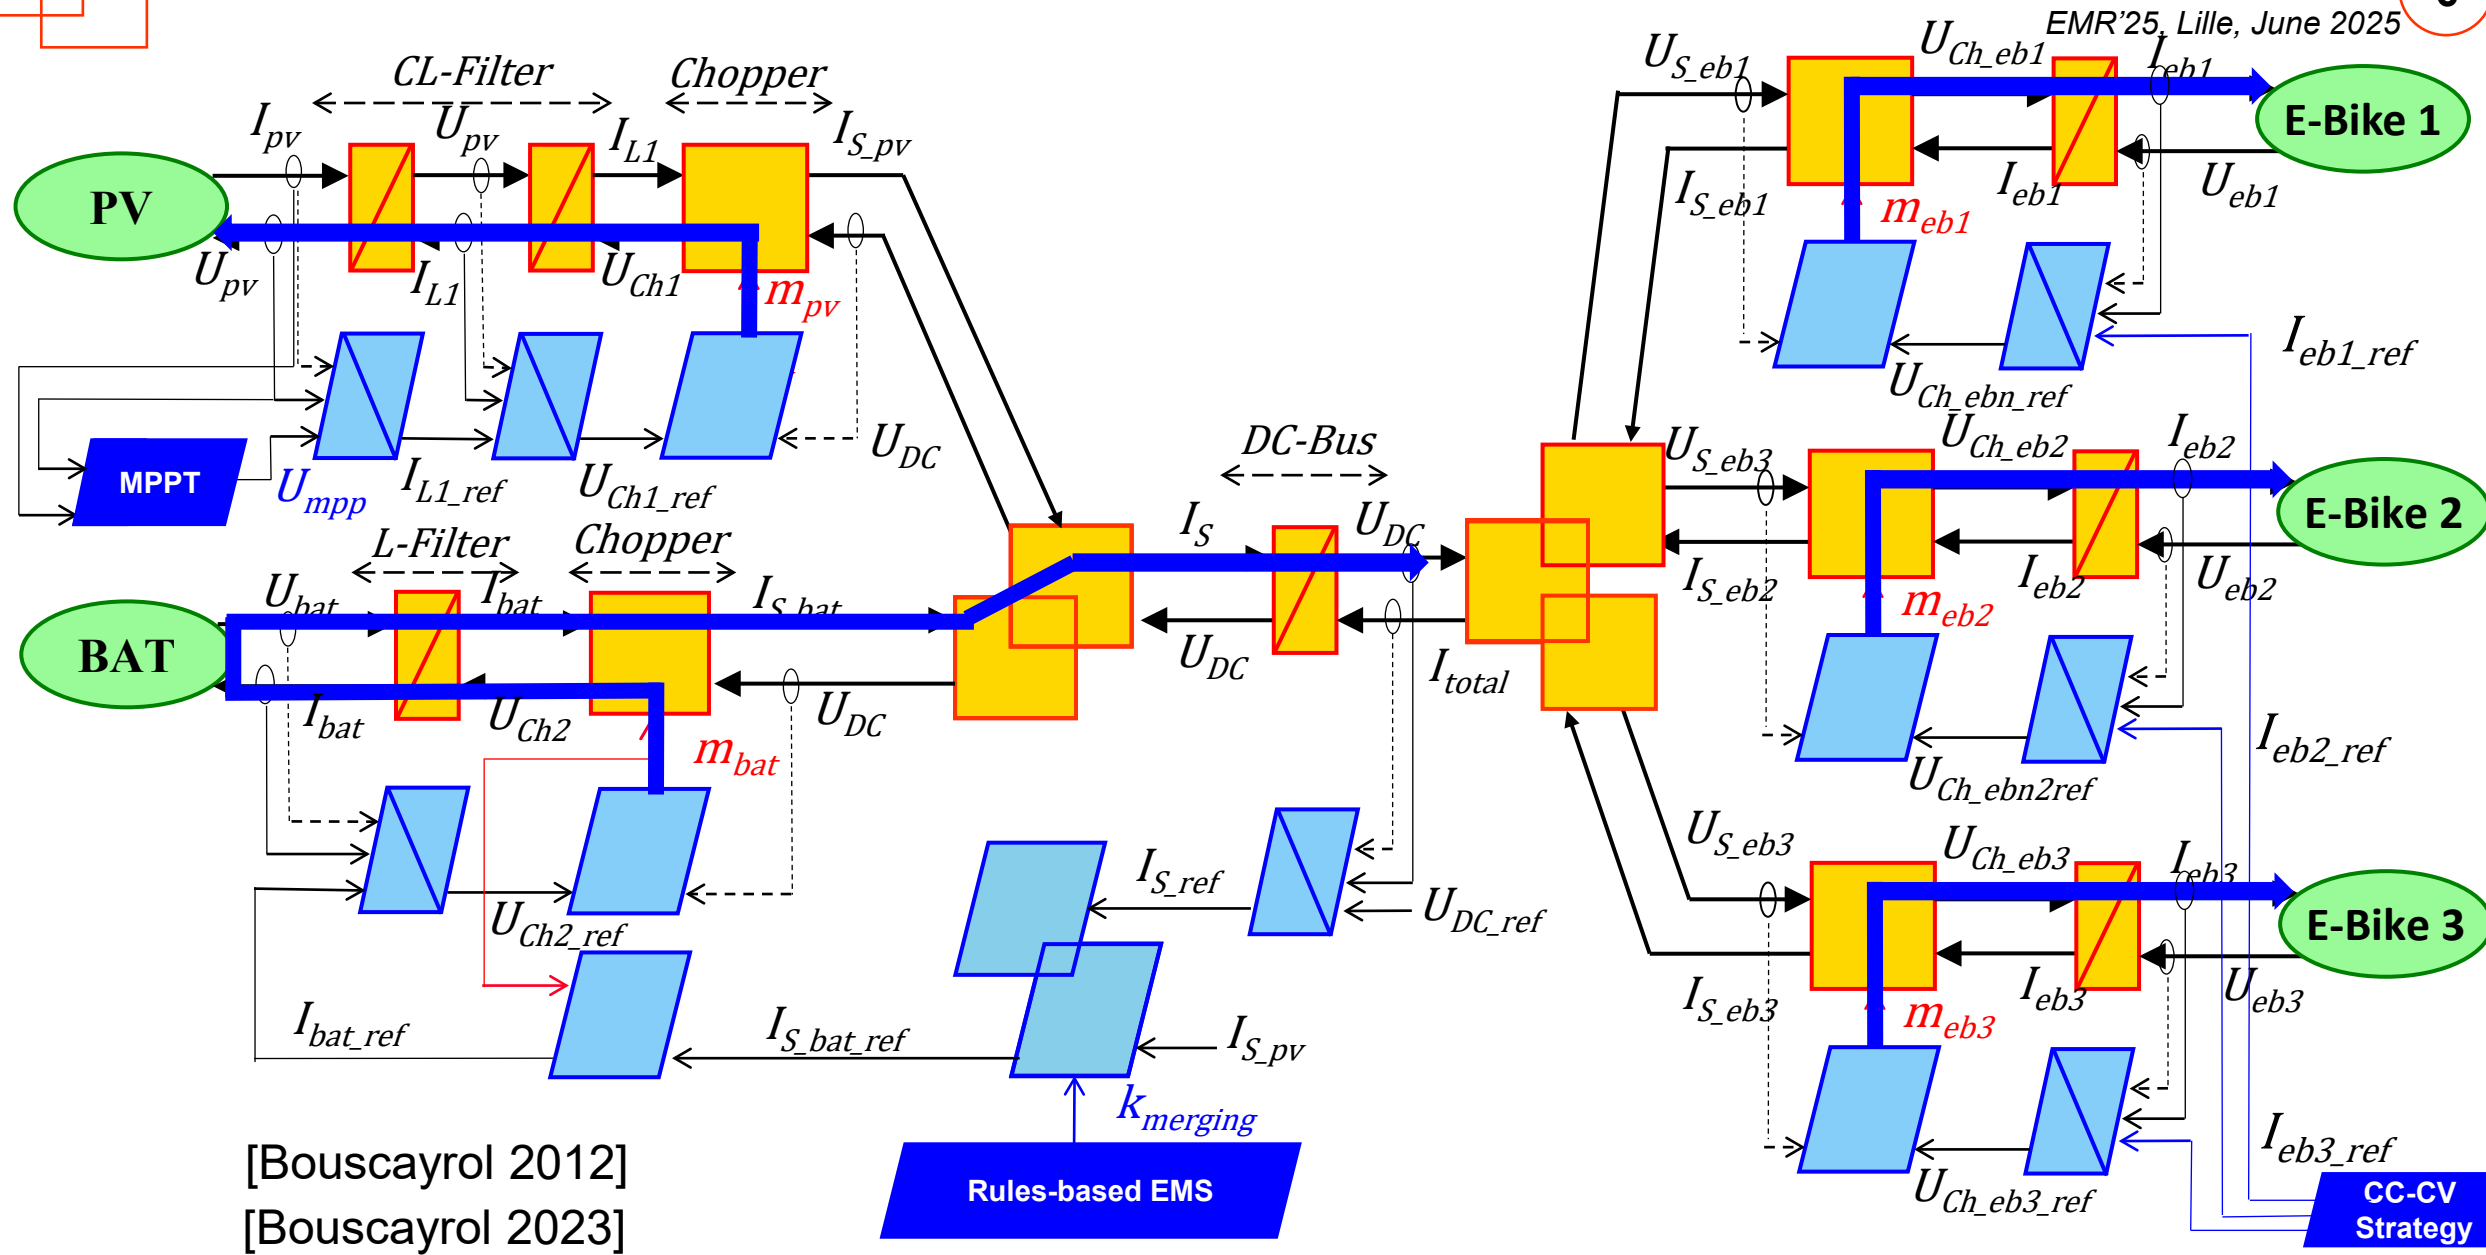 EMR'25, Lille, June 2025
CL-Filter
Chopper
I_pv
U_pv
I_L1
I_S_pv
PV
U_pv
I_L1
U_Ch1
m_pv
U_DC
MPPT
U_mpp
I_L1_ref
U_Ch1_ref
L-Filter
Chopper
U_bat
I_bat
I_S_bat
BAT
I_bat
U_Ch2
m_bat
U_DC
U_Ch2_ref
I_bat_ref
I_S_bat_ref
DC-Bus
I_S
U_DC
U_DC
I_total
I_S_ref
U_DC_ref
I_S_pv
k_merging
Rules-based EMS
U_S_eb1
U_Ch_eb1
I_eb1
E-Bike 1
I_S_eb1
m_eb1
I_eb1
U_eb1
U_Ch_ebn_ref
I_eb1_ref
U_S_eb3
U_Ch_eb2
I_eb2
E-Bike 2
I_S_eb2
m_eb2
I_eb2
U_eb2
U_Ch_ebn2ref
I_eb2_ref
U_S_eb3
U_Ch_eb3
I_eb3
E-Bike 3
I_S_eb3
m_eb3
I_eb3
U_eb3
U_Ch_eb3_ref
I_eb3_ref
CC-CV
Strategy
[Bouscayrol 2012]
[Bouscayrol 2023]